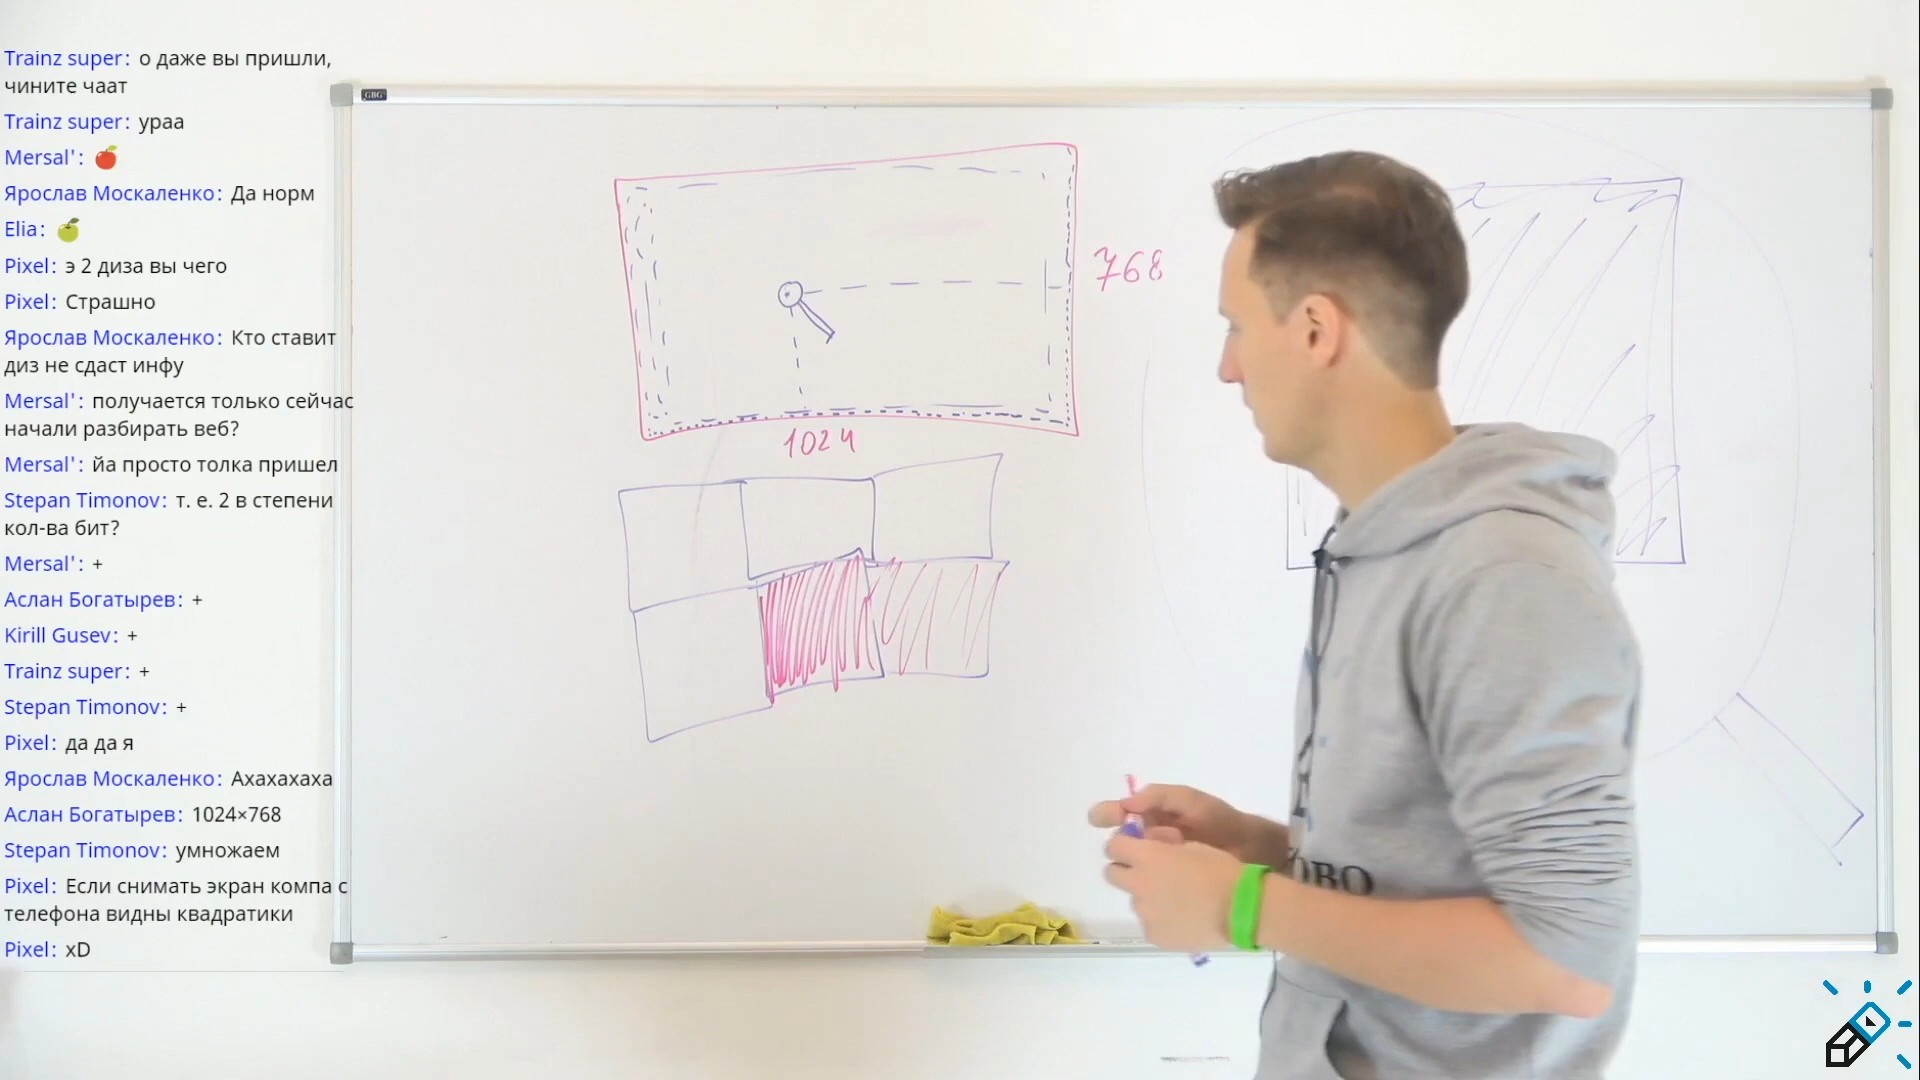 Trainz super: о даже вы пришли,
чините чаат
Trainz super: ураа
Mersal': 🍎
Ярослав Москаленко: Да норм
Elia: 🍏
Pixel: э 2 диза вы чего
Pixel: Страшно
Ярослав Москаленко: Кто ставит
диз не сдаст инфу
Mersal': получается только сейчас
начали разбирать веб?
Mersal': йа просто толка пришел
Stepan Timonov: т. е. 2 в степени
кол-ва бит?
Mersal': +
Аслан Богатырев: +
Kirill Gusev: +
Trainz super: +
Stepan Timonov: +
Pixel: да да я
Ярослав Москаленко: Ахахахаха
Аслан Богатырев: 1024×768
Stepan Timonov: умножаем
Pixel: Если снимать экран компа с
телефона видны квадратики
Pixel: xD
GBG
768
1024